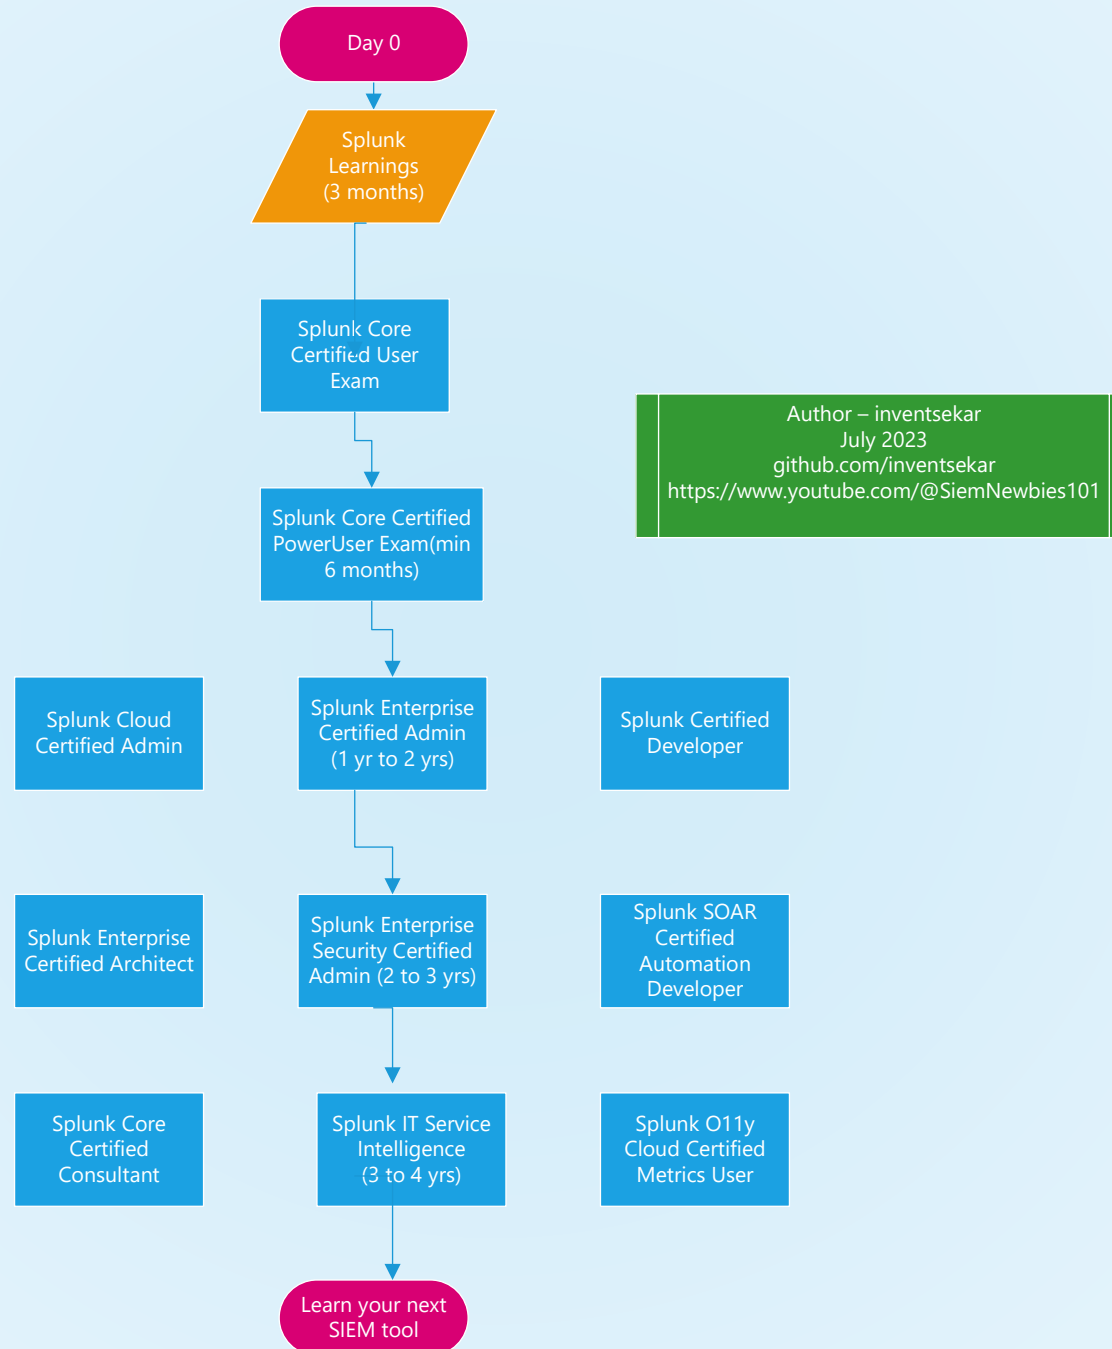 Day 0
Splunk
Learnings
(3 months)
Splunk Core
Certified User
Exam
Author – inventsekar
July 2023
github.com/inventsekar
https://www.youtube.com/@SiemNewbies101
Splunk Core Certified
PowerUser Exam(min
6 months)
Splunk Cloud
Certified Admin
Splunk Enterprise
Certified Admin
(1 yr to 2 yrs)
Splunk Certified
Developer
Splunk Enterprise
Certified Architect
Splunk Enterprise
Security Certified
Admin (2 to 3 yrs)
Splunk SOAR
Certified
Automation
Developer
Splunk Core
Certified
Consultant
Splunk IT Service
Intelligence
(3 to 4 yrs)
Splunk O11y
Cloud Certified
Metrics User
Learn your next
SIEM tool